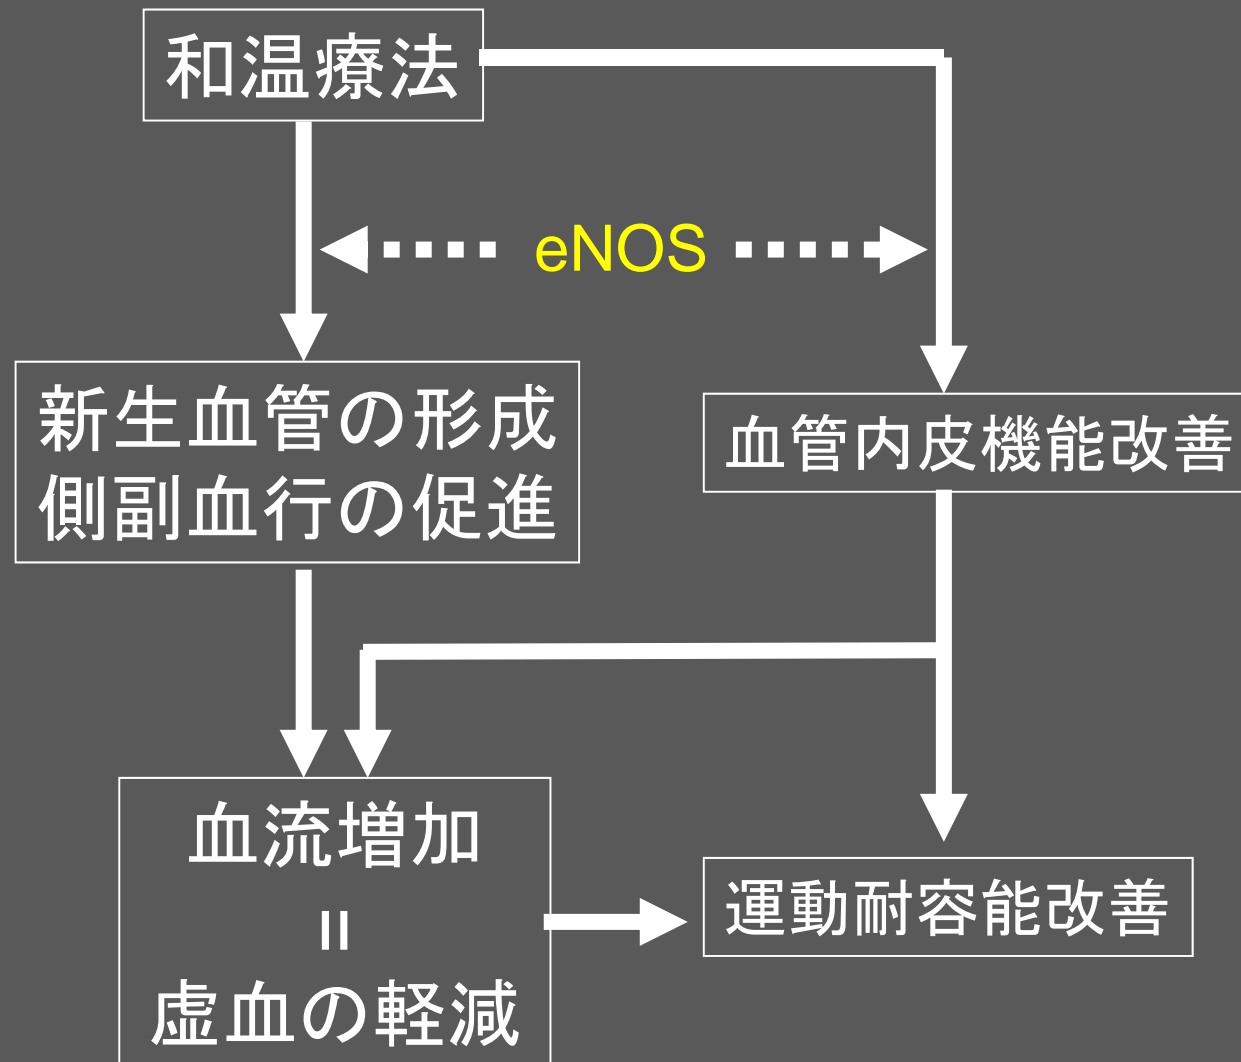 和温療法
eNOS
新生血管の形成
側副血行の促進
血管内皮機能改善
血流増加
=
虚血の軽減
運動耐容能改善